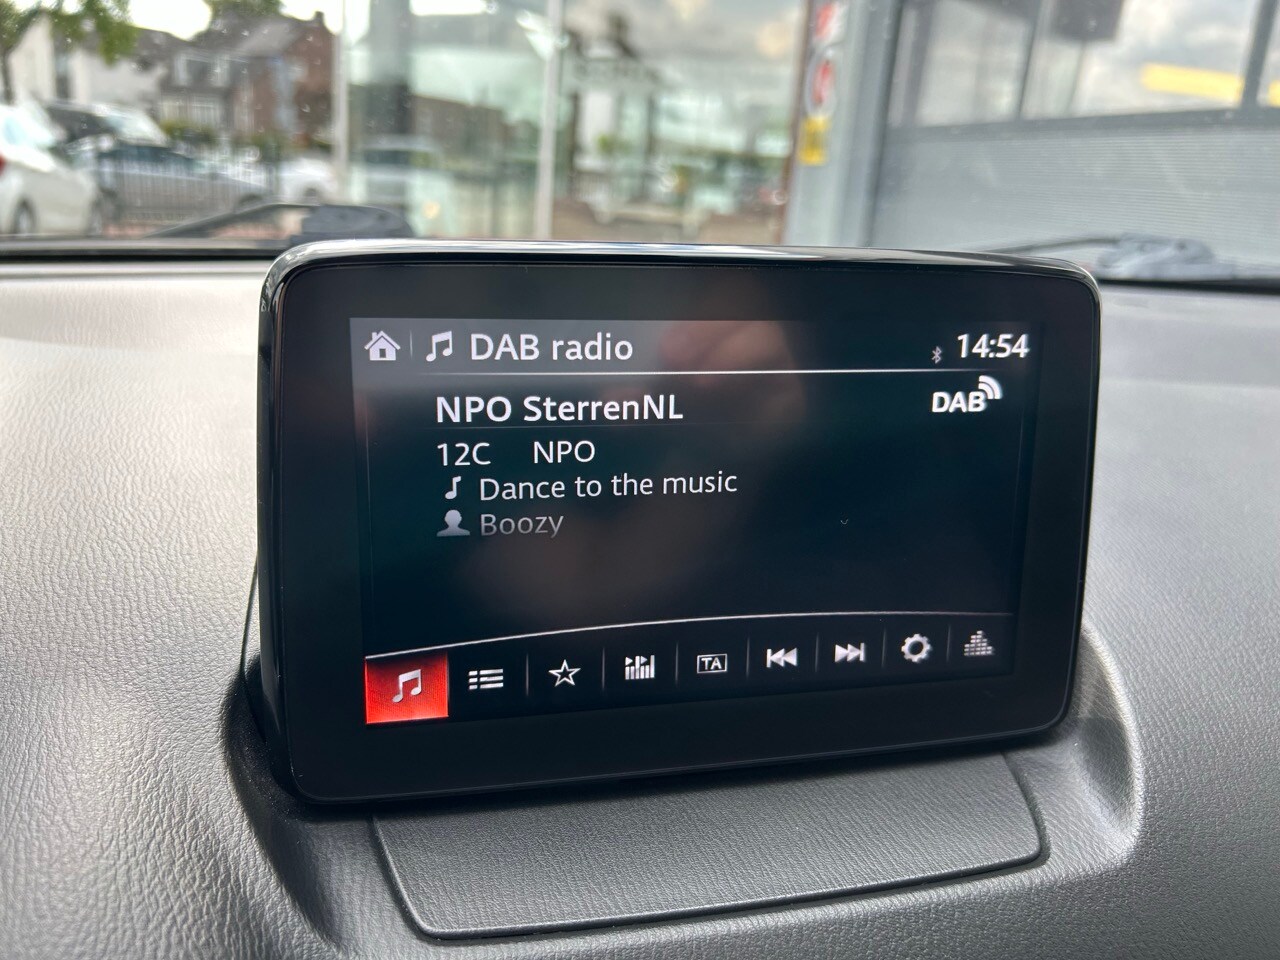 DAB radio
14:54
NPO SterrenNL
DAB
12C NPO
Dance to the music
Boozy
TA